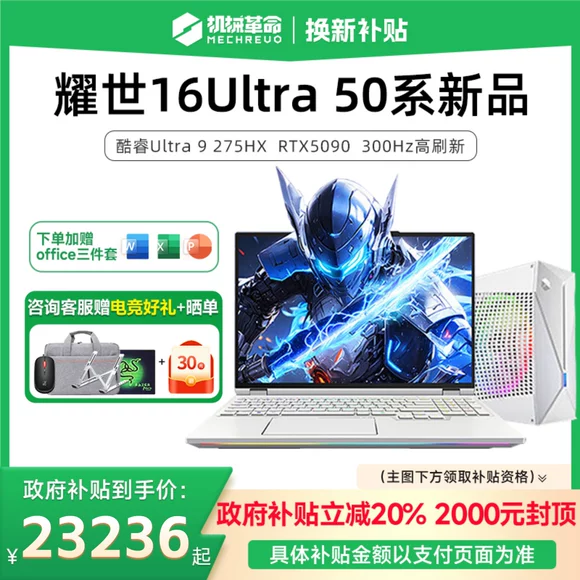 机械革命
MECHREUO
换新补贴
耀世16Ultra 50系新品
酷睿Ultra 9 275HX RTX5090 300Hz高刷新
下单加赠
office三件套
W X P
咨询客服赠电竞好礼+晒单
30元
(主图下方领取补贴资格)
政府补贴到手价:
¥23236起
政府补贴立减20% 2000元封顶
具体补贴金额以支付页面为准